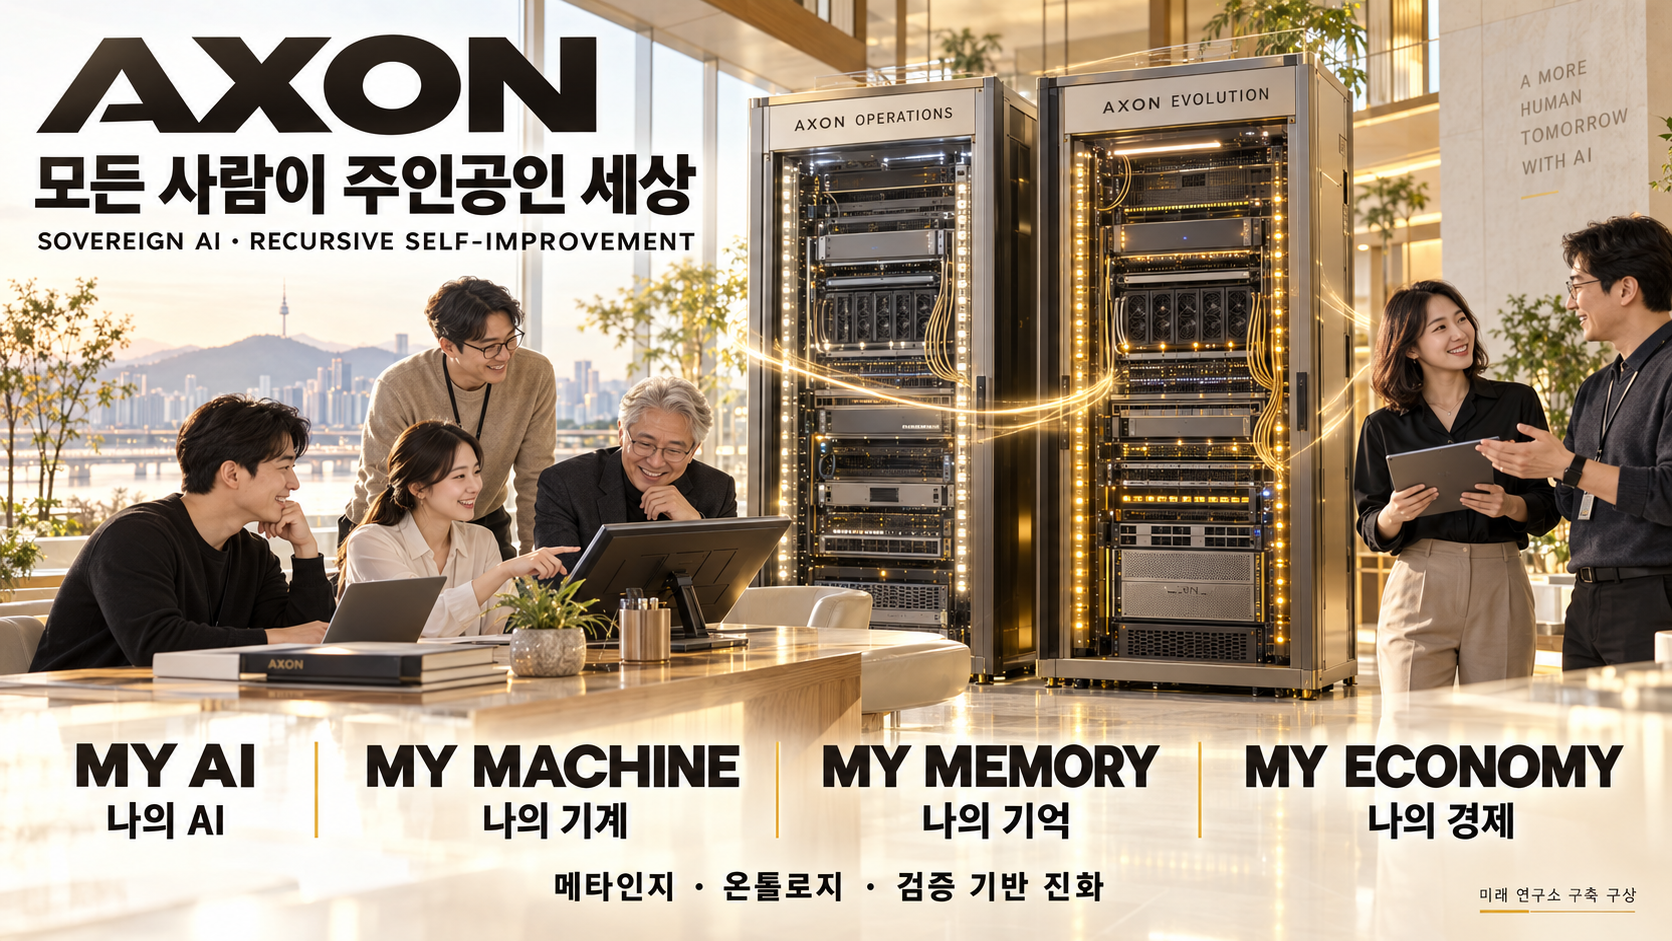 AXON
모든 사람이 주인공인 세상
SOVEREIGN AI · RECURSIVE SELF-IMPROVEMENT
AXON OPERATIONS
AXON EVOLUTION
A MORE
HUMAN
TOMORROW
WITH AI
AXON
MY AI
나의 AI
MY MACHINE
나의 기계
MY MEMORY
나의 기억
MY ECONOMY
나의 경제
메타인지 · 온톨로지 · 검증 기반 진화
미래 연구소 구축 구상